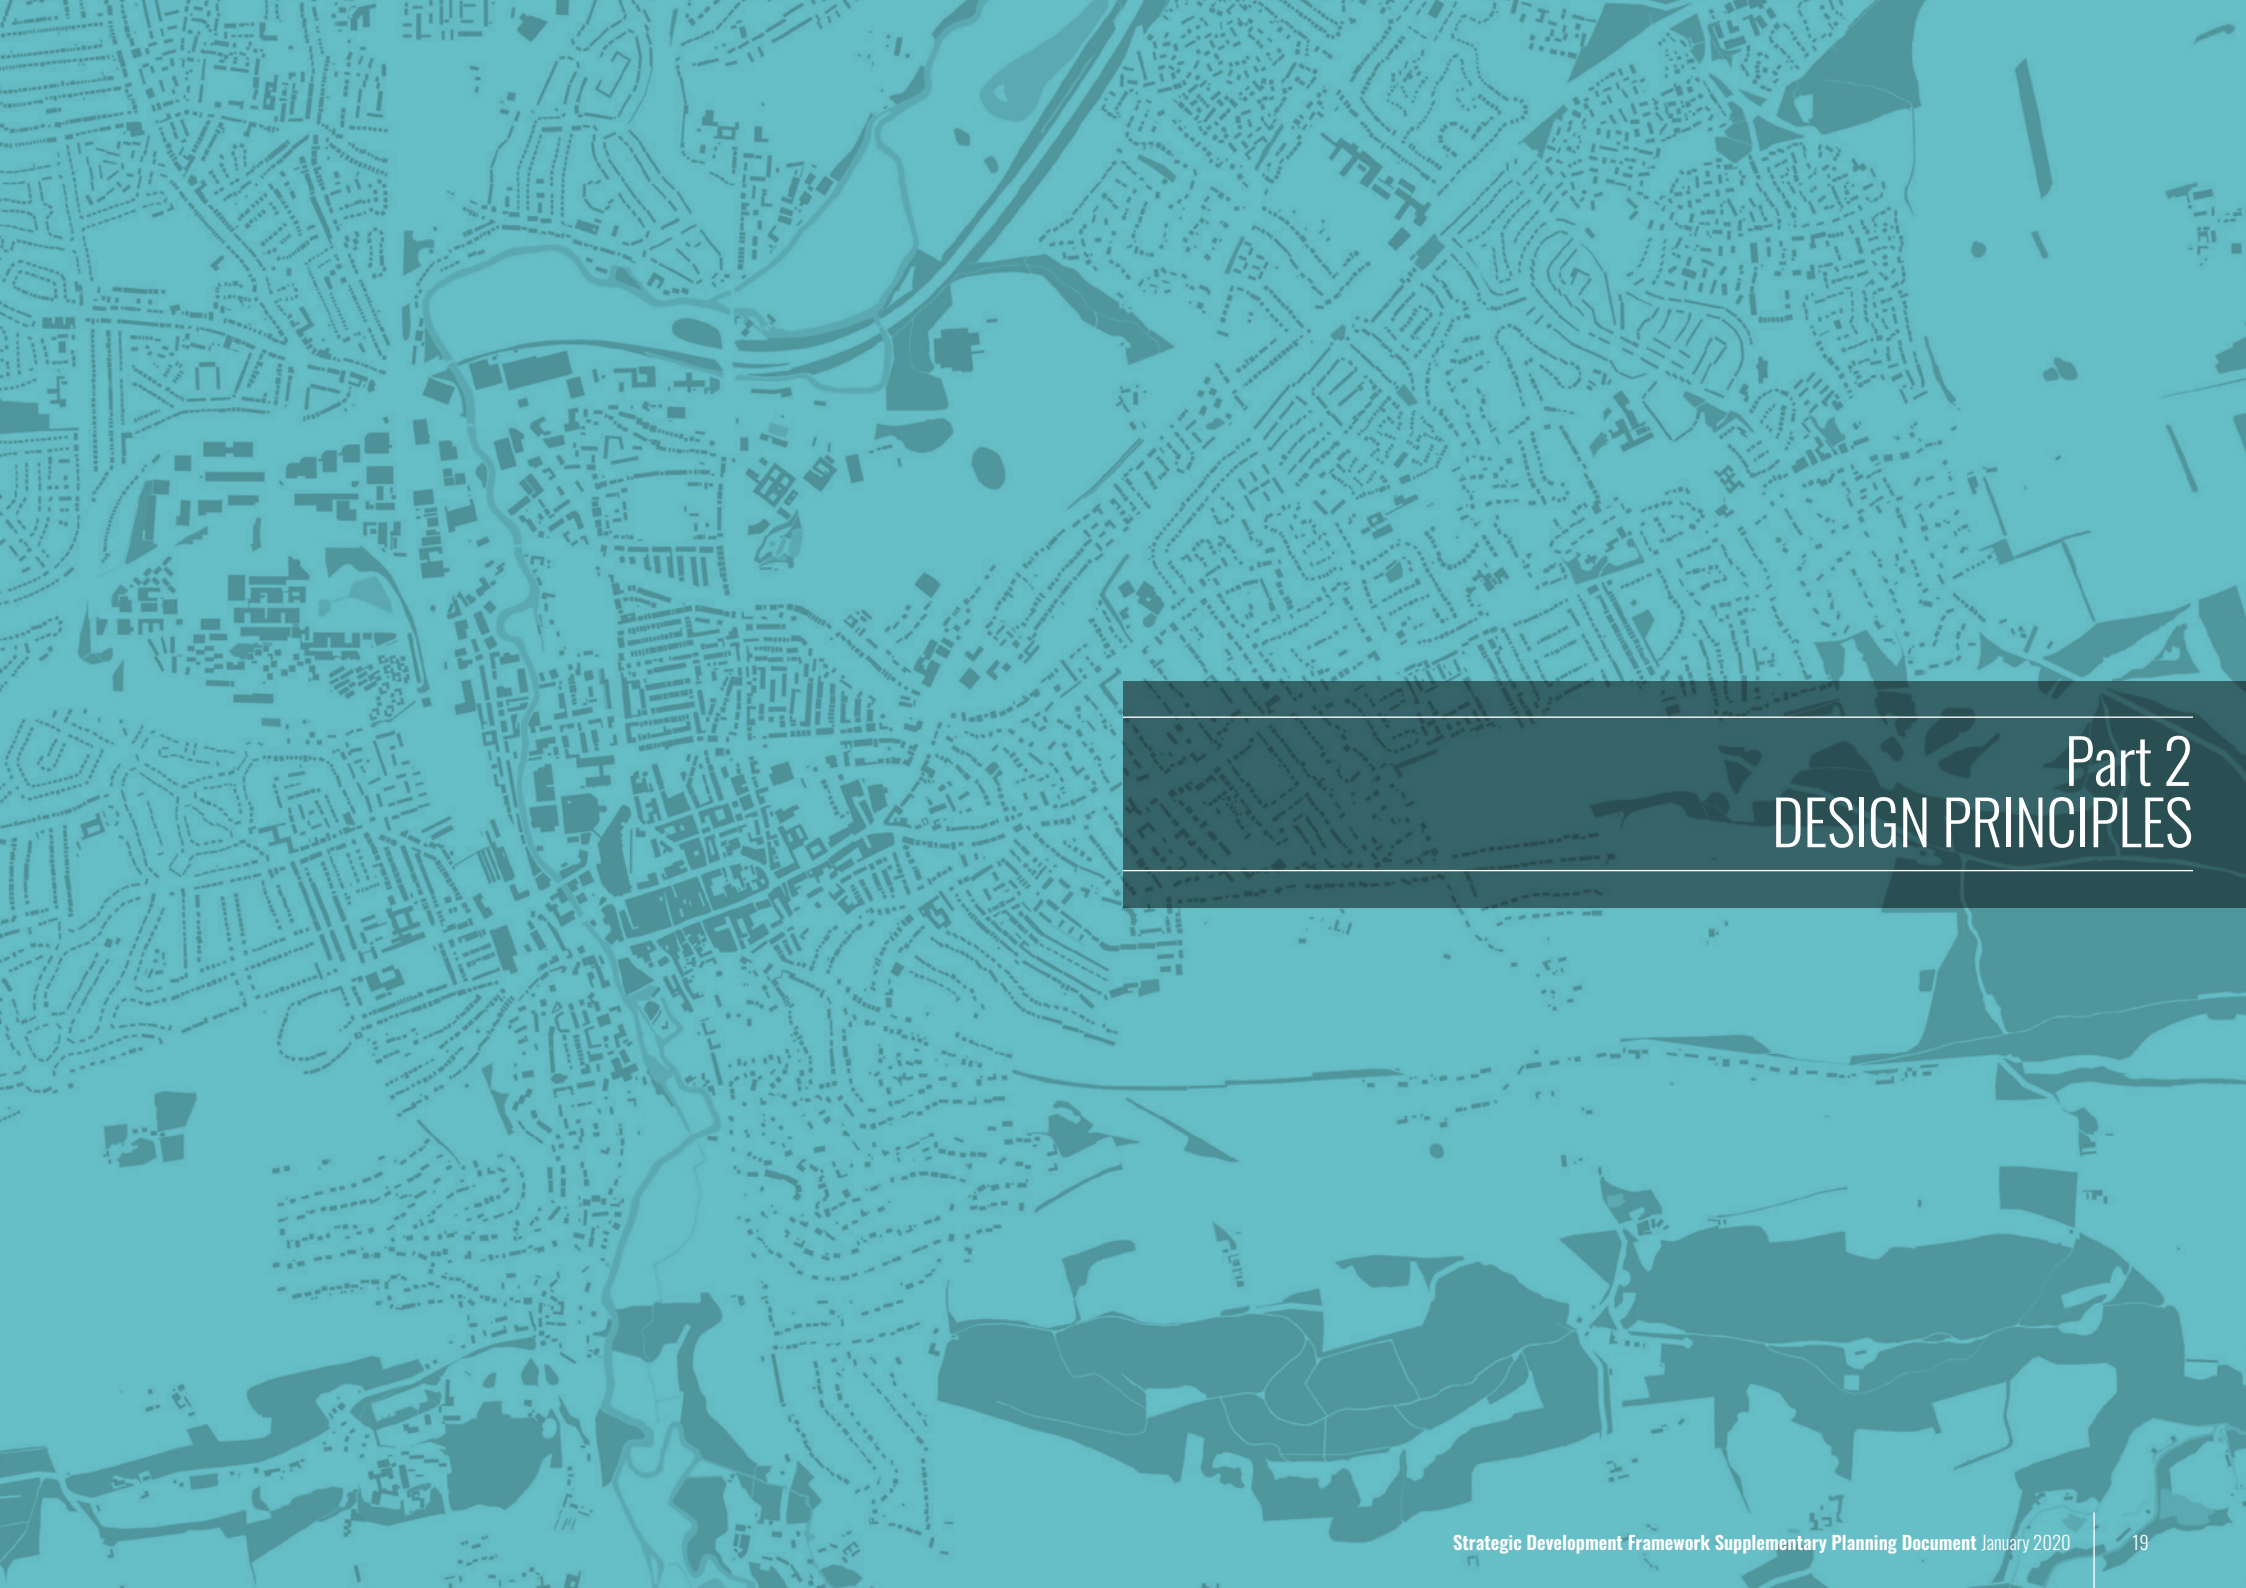 Part 2
DESIGN PRINCIPLES
Strategic Development Framework Supplementary Planning Document January 2020
19